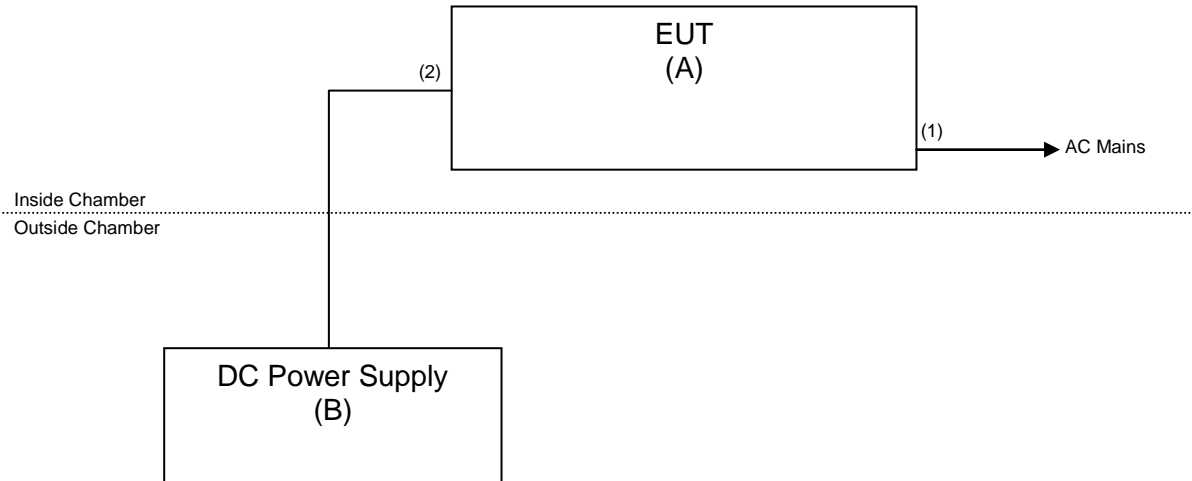 EUT
(A)
(2)
(1)
AC Mains
Inside Chamber
Outside Chamber
DC Power Supply
(B)